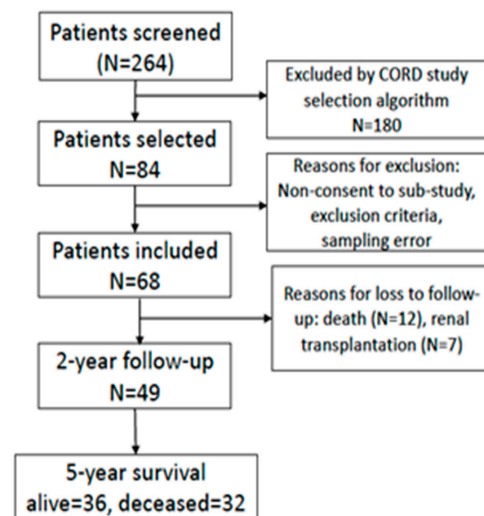 Patients screened
(N=264)
Excluded by CORD study
selection algorithm
N=180
Patients selected
N=84
Reasons for exclusion:
Non-consent to sub-study,
exclusion criteria,
sampling error
Patients included
N=68
Reasons for loss to follow-
up: death (N=12), renal
transplantation (N=7)
2-year follow-up
N=49
5-year survival
alive=36, deceased=32